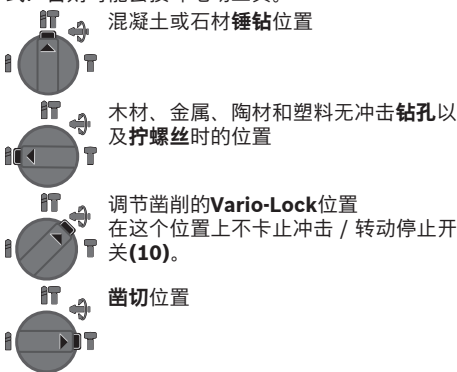 混凝土或石材锤钻位置
木材、金属、陶材和塑料无冲击钻孔以
及拧螺丝时的位置
调节凿削的Vario-Lock位置
在这个位置上不卡止冲击 / 转动停止开
关(10)。
凿切位置